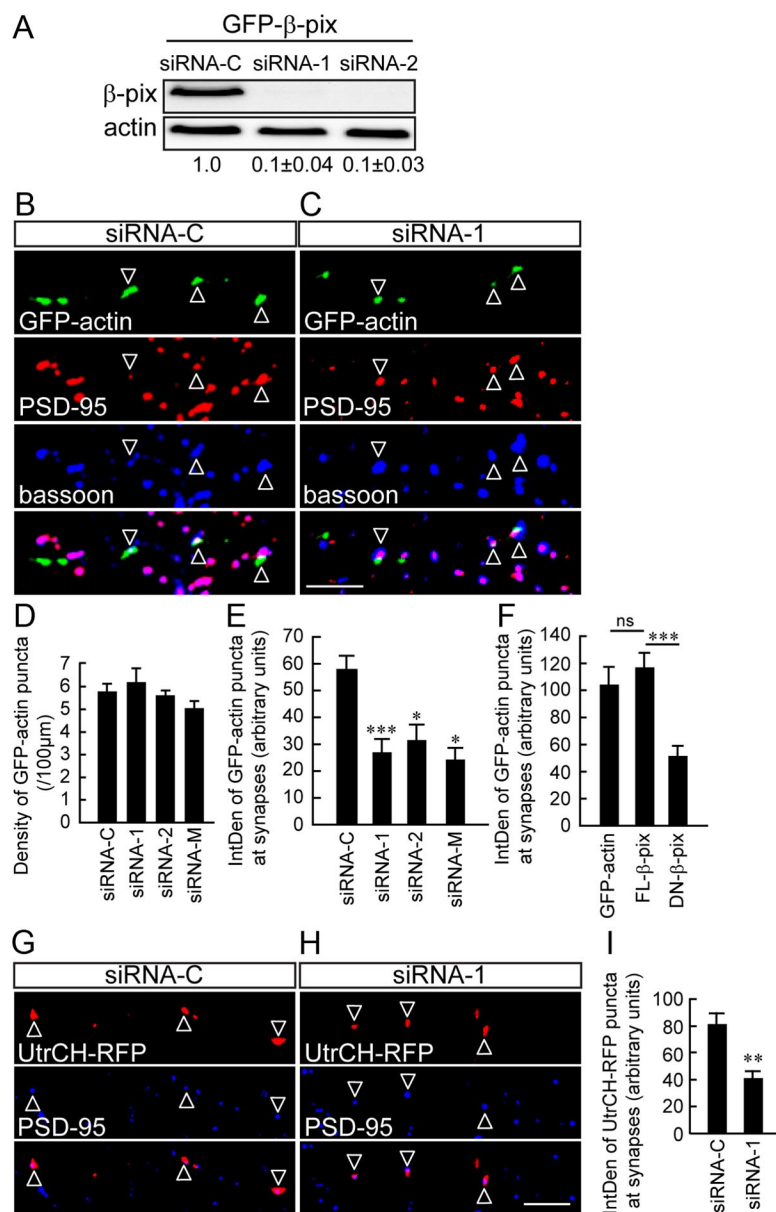 A
GFP-β-pix
siRNA-C siRNA-1 siRNA-2
β-pix
actin
1.0 0.1±0.04 0.1±0.03
B
C
siRNA-C
siRNA-1
GFP-actin
GFP-actin
PSD-95
PSD-95
bassoon
bassoon
D
Density of GFP-actin puncta
(/100µm)
7
6
5
4
3
2
1
0
siRNA-C
siRNA-1
siRNA-2
siRNA-M
E
IntDen of GFP-actin puncta
at synapses (arbitrary units)
70
60
50
40
30
20
10
0
***
*
*
siRNA-C
siRNA-1
siRNA-2
siRNA-M
F
IntDen of GFP-actin puncta
at synapses (arbitrary units)
140
120
100
80
60
40
20
0
ns
***
GFP-actin
FL-β-pix
DN-β-pix
G
H
siRNA-C
siRNA-1
UtrCH-RFP
UtrCH-RFP
PSD-95
PSD-95
I
IntDen of UtrCH-RFP puncta
at synapses (arbitrary units)
100
80
60
40
20
0
**
siRNA-C
siRNA-1